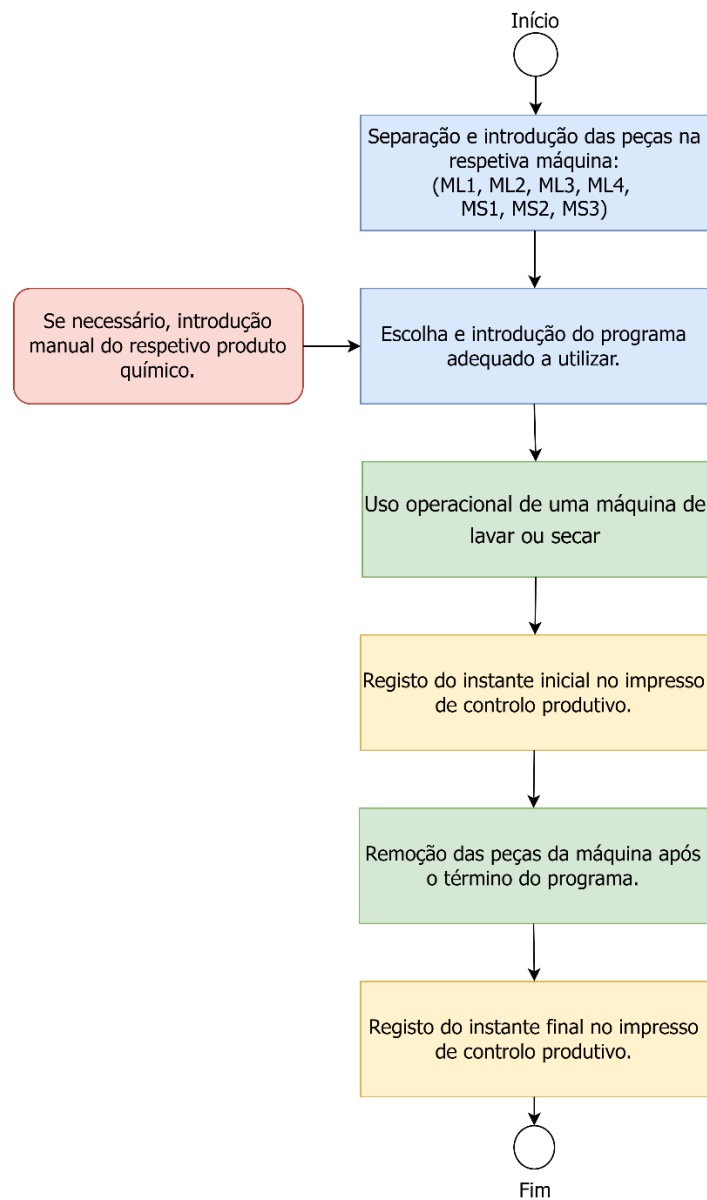 Início
Separação e introdução das peças na
respetiva máquina:
(ML1, ML2, ML3, ML4,
MS1, MS2, MS3)
Se necessário, introdução
manual do respetivo produto
químico.
Escolha e introdução do programa
adequado a utilizar.
Uso operacional de uma máquina de
lavar ou secar
Registo do instante inicial no impresso
de controlo produtivo.
Remoção das peças da máquina após
o término do programa.
Registo do instante final no impresso
de controlo produtivo.
Fim